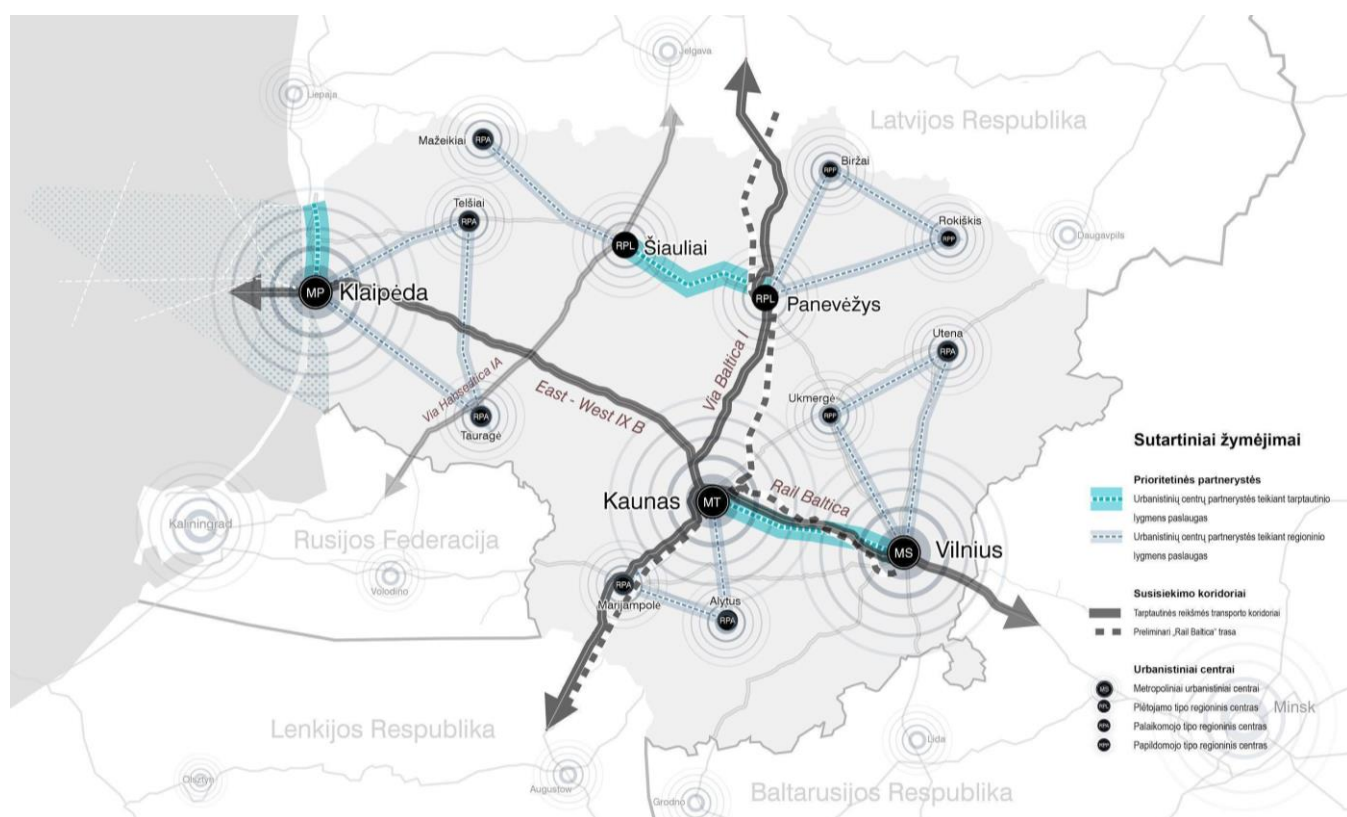 Jelgava
Liepaja
Latvijos Respublika
Mažeikiai
RPA
Biržai
RPP
Telšiai
RPA
Rokiškis
RPP
Daugavpils
RPL
Šiauliai
MP
Klaipėda
RPL
Panevėžys
Utena
RPA
Via Baltica I
Via Hanseatica IA
East - West IX B
Ukmergė
RPP
RPA
Tauragė
Kaunas
MT
Rail Baltica
Kaliningrad
Rusijos Federacija
MS
Vilnius
Volodino
RPA
Marijampolė
Alytus
RPA
Lenkijos Respublika
Olsztyn
Augustow
Grodno
Lida
Baltarusijos Respublika
Minsk
Sutartiniai žymėjimai
Prioritetinės partnerystės
Urbanistinių centrų partnerystės teikiant tarptautinio
lygmens paslaugas
Urbanistinių centrų partnerystės teikiant regioninio
lygmens paslaugas
Susisiekimo koridoriai
Tarptautinės reikšmės transporto koridoriai
Preliminari „Rail Baltica“ trasa
Urbanistiniai centrai
MS Metropoliniai urbanistiniai centrai
RPL Plėtojamo tipo regioninis centras
RPA Palaikomojo tipo regioninis centras
RPP Papildomojo tipo regioninis centras